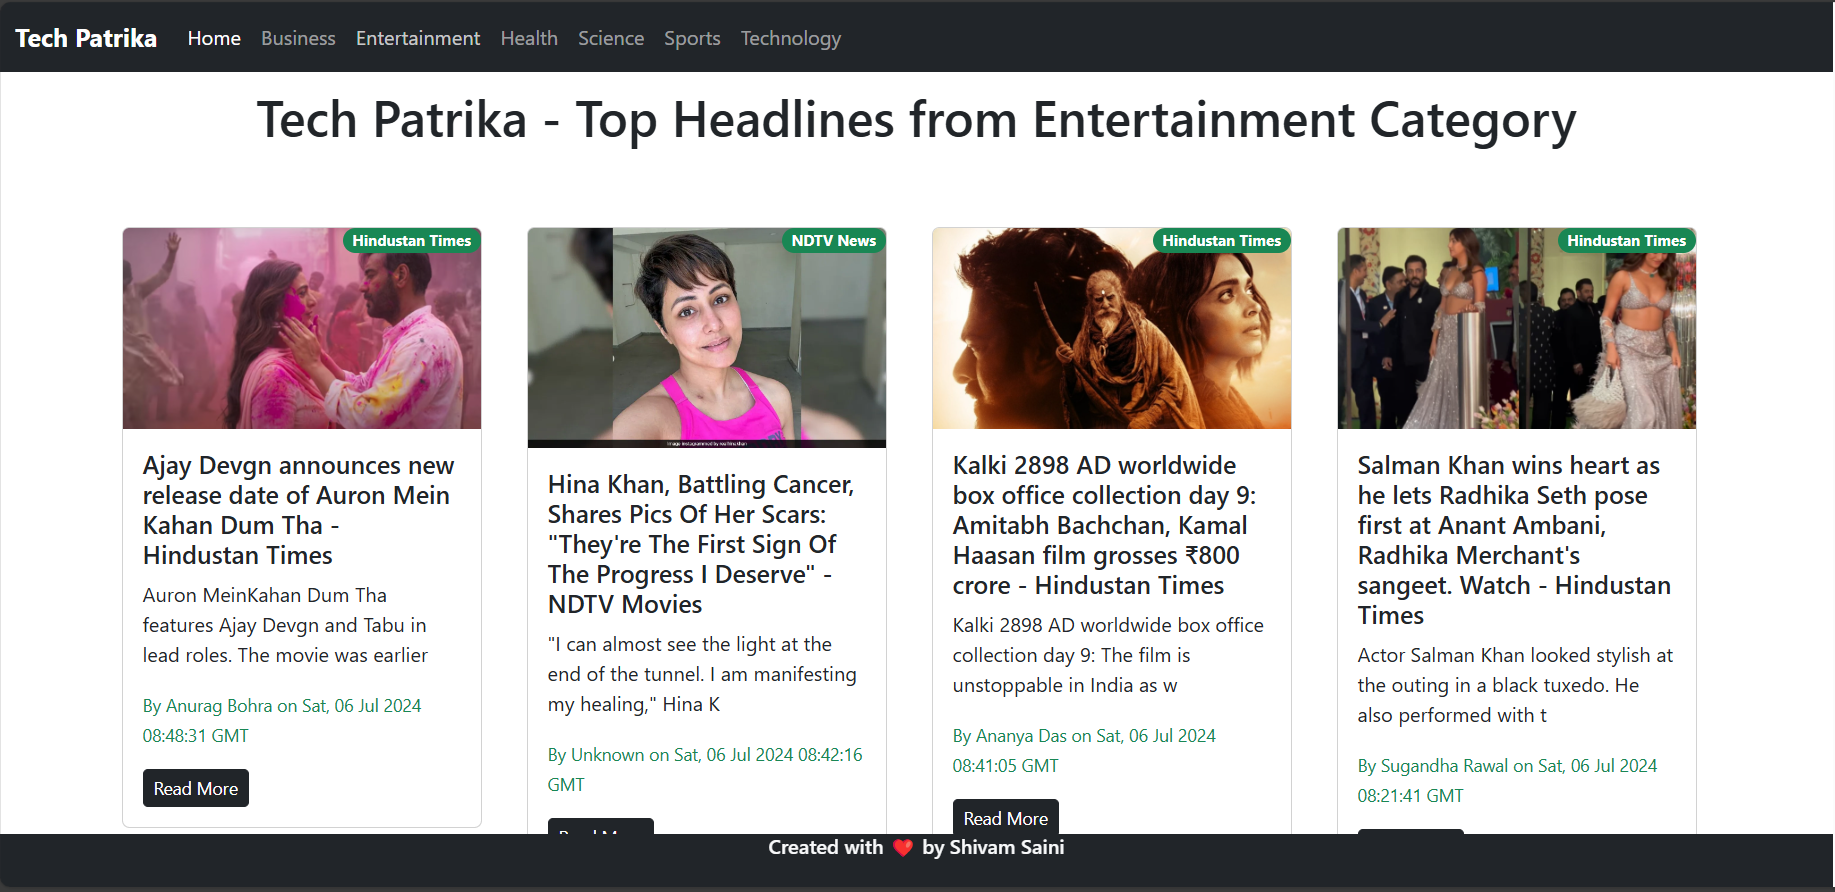 Tech Patrika Home Business Entertainment Health Science Sports Technology
Tech Patrika - Top Headlines from Entertainment Category
Hindustan Times
Ajay Devgn announces new
release date of Auron Mein
Kahan Dum Tha -
Hindustan Times
Auron MeinKahan Dum Tha
features Ajay Devgn and Tabu in
lead roles. The movie was earlier
By Anurag Bohra on Sat, 06 Jul 2024
08:48:31 GMT
Read More
NDTV News
Hina Khan, Battling Cancer,
Shares Pics Of Her Scars:
"They're The First Sign Of
The Progress I Deserve" -
NDTV Movies
"I can almost see the light at the
end of the tunnel. I am manifesting
my healing," Hina K
By Unknown on Sat, 06 Jul 2024 08:42:16
GMT
Hindustan Times
Kalki 2898 AD worldwide
box office collection day 9:
Amitabh Bachchan, Kamal
Haasan film grosses ₹800
crore - Hindustan Times
Kalki 2898 AD worldwide box office
collection day 9: The film is
unstoppable in India as w
By Ananya Das on Sat, 06 Jul 2024
08:41:05 GMT
Read More
Hindustan Times
Salman Khan wins heart as
he lets Radhika Seth pose
first at Anant Ambani,
Radhika Merchant's
sangeet. Watch - Hindustan
Times
Actor Salman Khan looked stylish at
the outing in a black tuxedo. He
also performed with t
By Sugandha Rawal on Sat, 06 Jul 2024
08:21:41 GMT
Created with ❤️ by Shivam Saini